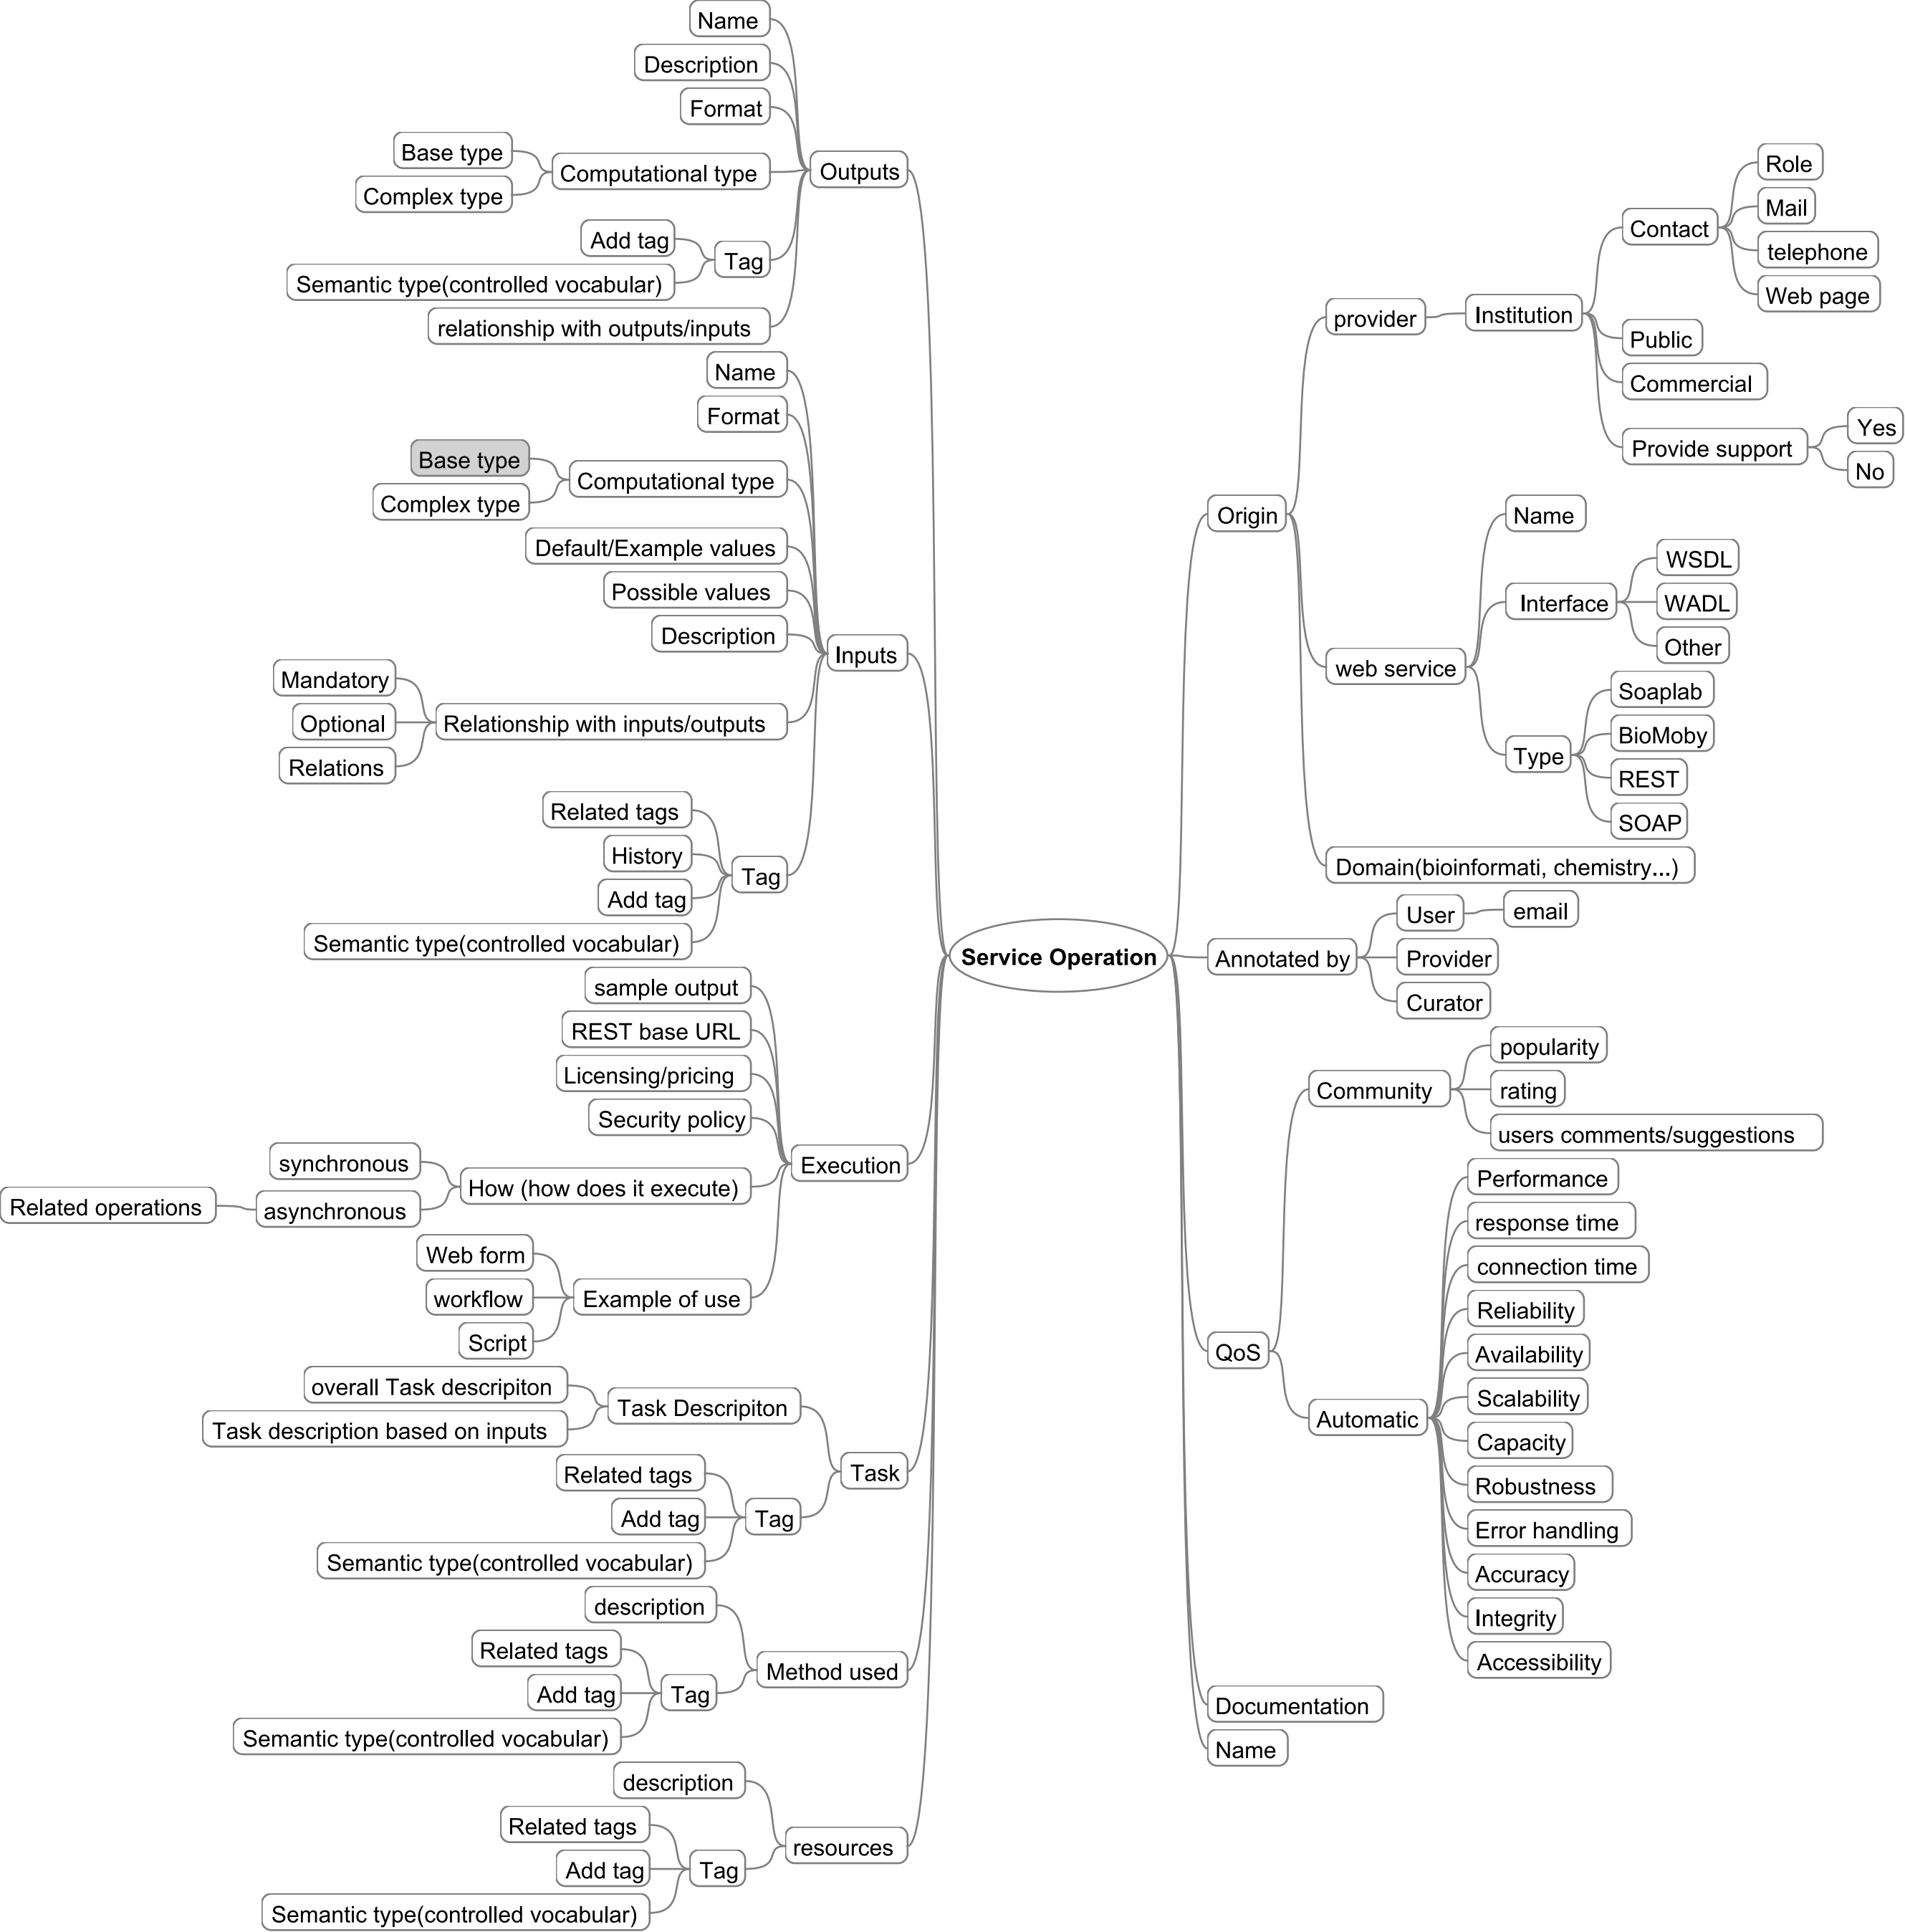 Name
Description
Format
Base type
Complex type
Computational type
Outputs
Add tag
Semantic type(controlled vocabular)
Tag
relationship with outputs/inputs
Name
Format
Base type
Complex type
Computational type
Default/Example values
Possible values
Description
Inputs
Mandatory
Optional
Relations
Relationship with inputs/outputs
Related tags
History
Add tag
Semantic type(controlled vocabular)
Tag
sample output
REST base URL
Licensing/pricing
Security policy
Execution
synchronous
asynchronous
Related operations
How (how does it execute)
Web form
workflow
Script
Example of use
overall Task descripiton
Task description based on inputs
Task Descripiton
Task
Related tags
Add tag
Semantic type(controlled vocabular)
Tag
description
Method used
Related tags
Add tag
Semantic type(controlled vocabular)
Tag
description
resources
Related tags
Add tag
Semantic type(controlled vocabular)
Tag
Service Operation
Origin
provider
Institution
Contact
Role
Mail
telephone
Web page
Public
Commercial
Provide support
Yes
No
web service
Name
Interface
WSDL
WADL
Other
Type
Soaplab
BioMoby
REST
SOAP
Domain(bioinformati, chemistry...)
Annotated by
User
email
Provider
Curator
QoS
Community
popularity
rating
users comments/suggestions
Automatic
Performance
response time
connection time
Reliability
Availability
Scalability
Capacity
Robustness
Error handling
Accuracy
Integrity
Accessibility
Documentation
Name